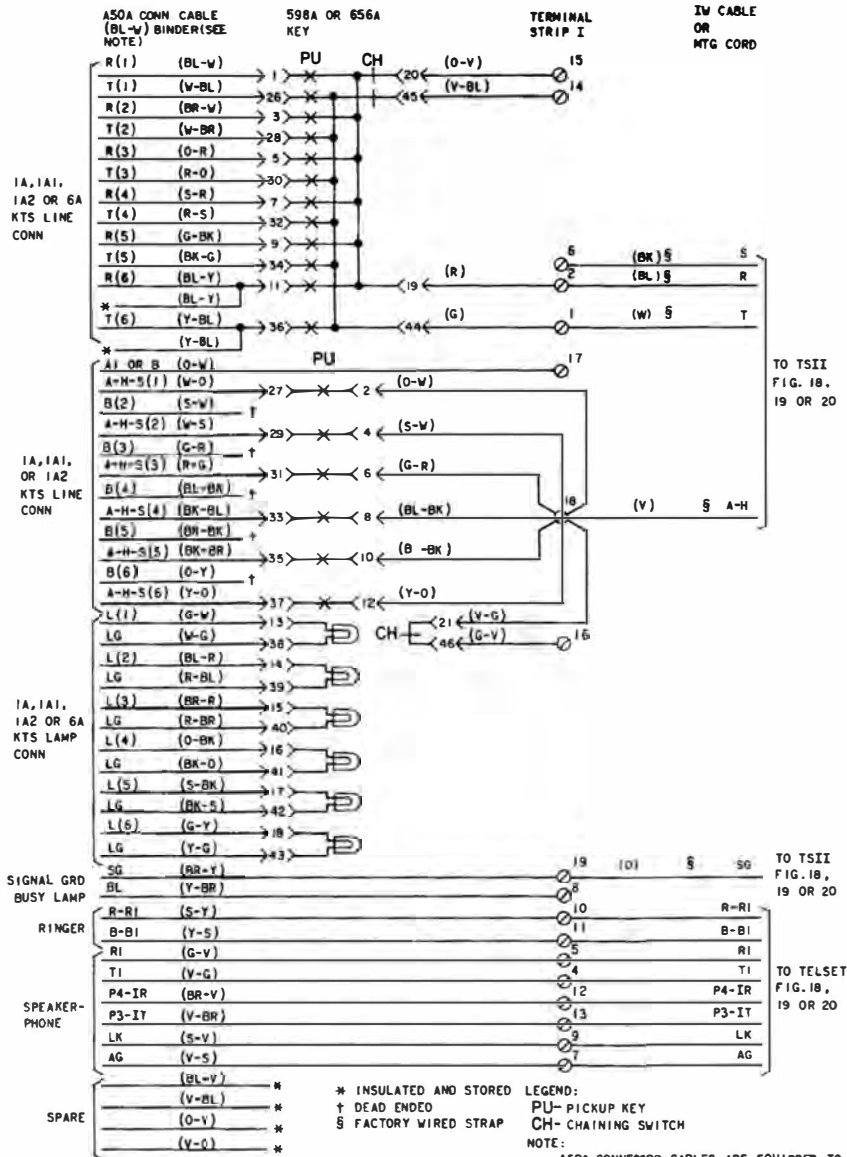 A50A CONN CABLE
(BL-W) BINDER(SEE
NOTE)
598A OR 656A
KEY
TERMINAL
STRIP I
IW CABLE
OR
MTG CORD
PU
CH
R(1) (BL-W) 1 20 (O-V) 15
T(1) (W-BL) 26 45 (V-BL) 14
R(2) (BR-W) 3
T(2) (W-BR) 28
R(3) (O-R) 5
T(3) (R-O) 30
R(4) (S-R) 7
T(4) (R-S) 32
R(5) (G-BK) 9
T(5) (BK-G) 34 6 (BK)§ S
R(6) (BL-Y) 11 19 (R) 2 (BL)§ R
* (BL-Y)
T(6) (Y-BL) 36 44 (G) 1 (W) § T
* (Y-BL)
1A,1A1,
1A2 OR 6A
KTS LINE
CONN
PU
A1 OR B (O-W) 17
A-H-S(1) (W-O) 27 2 (O-W)
B(2) (S-W) †
A-H-S(2) (W-S) 29 4 (S-W)
B(3) (G-R) †
A-H-S(3) (R-G) 31 6 (G-R)
B(4) (BL-BK) †
A-H-S(4) (BK-BL) 33 8 (BL-BK) 18 (V) § A-H
B(5) (BR-BK) †
A-H-S(5) (BK-BR) 35 10 (B -BK)
B(6) (O-Y) †
A-H-S(6) (Y-O) 37 12 (Y-O)
1A,1A1,
OR 1A2
KTS LINE
CONN
TO TSII
FIG. 18,
19 OR 20
L(1) (G-W) 13 CH 21 (V-G)
LG (W-G) 38 46 (G-V) 16
L(2) (BL-R) 14
LG (R-BL) 39
L(3) (BR-R) 15
LG (R-BR) 40
L(4) (O-BK) 16
LG (BK-O) 41
L(5) (S-BK) 17
LG (BK-S) 42
L(6) (G-Y) 18
LG (Y-G) 43
1A,1A1,
1A2 OR 6A
KTS LAMP
CONN
SIGNAL GRD SG (BR-Y) 19 (O) § SG
BUSY LAMP BL (Y-BR) 8
TO TSII
FIG.18,
19 OR 20
RINGER
R-R1 (S-Y) 10 R-R1
B-B1 (Y-S) 11 B-B1
SPEAKER-
PHONE
R1 (G-V) 5 R1
T1 (V-G) 4 T1
P4-IR (BR-V) 12 P4-IR
P3-IT (V-BR) 13 P3-IT
LK (S-V) 9 LK
AG (V-S) 7 AG
TO TELSET
FIG.18,
19 OR 20
SPARE
(BL-V) *
(V-BL) *
(O-V) *
(V-O) *
* INSULATED AND STORED
† DEAD ENDED
§ FACTORY WIRED STRAP
LEGEND:
PU- PICKUP KEY
CH- CHAINING SWITCH
NOTE: